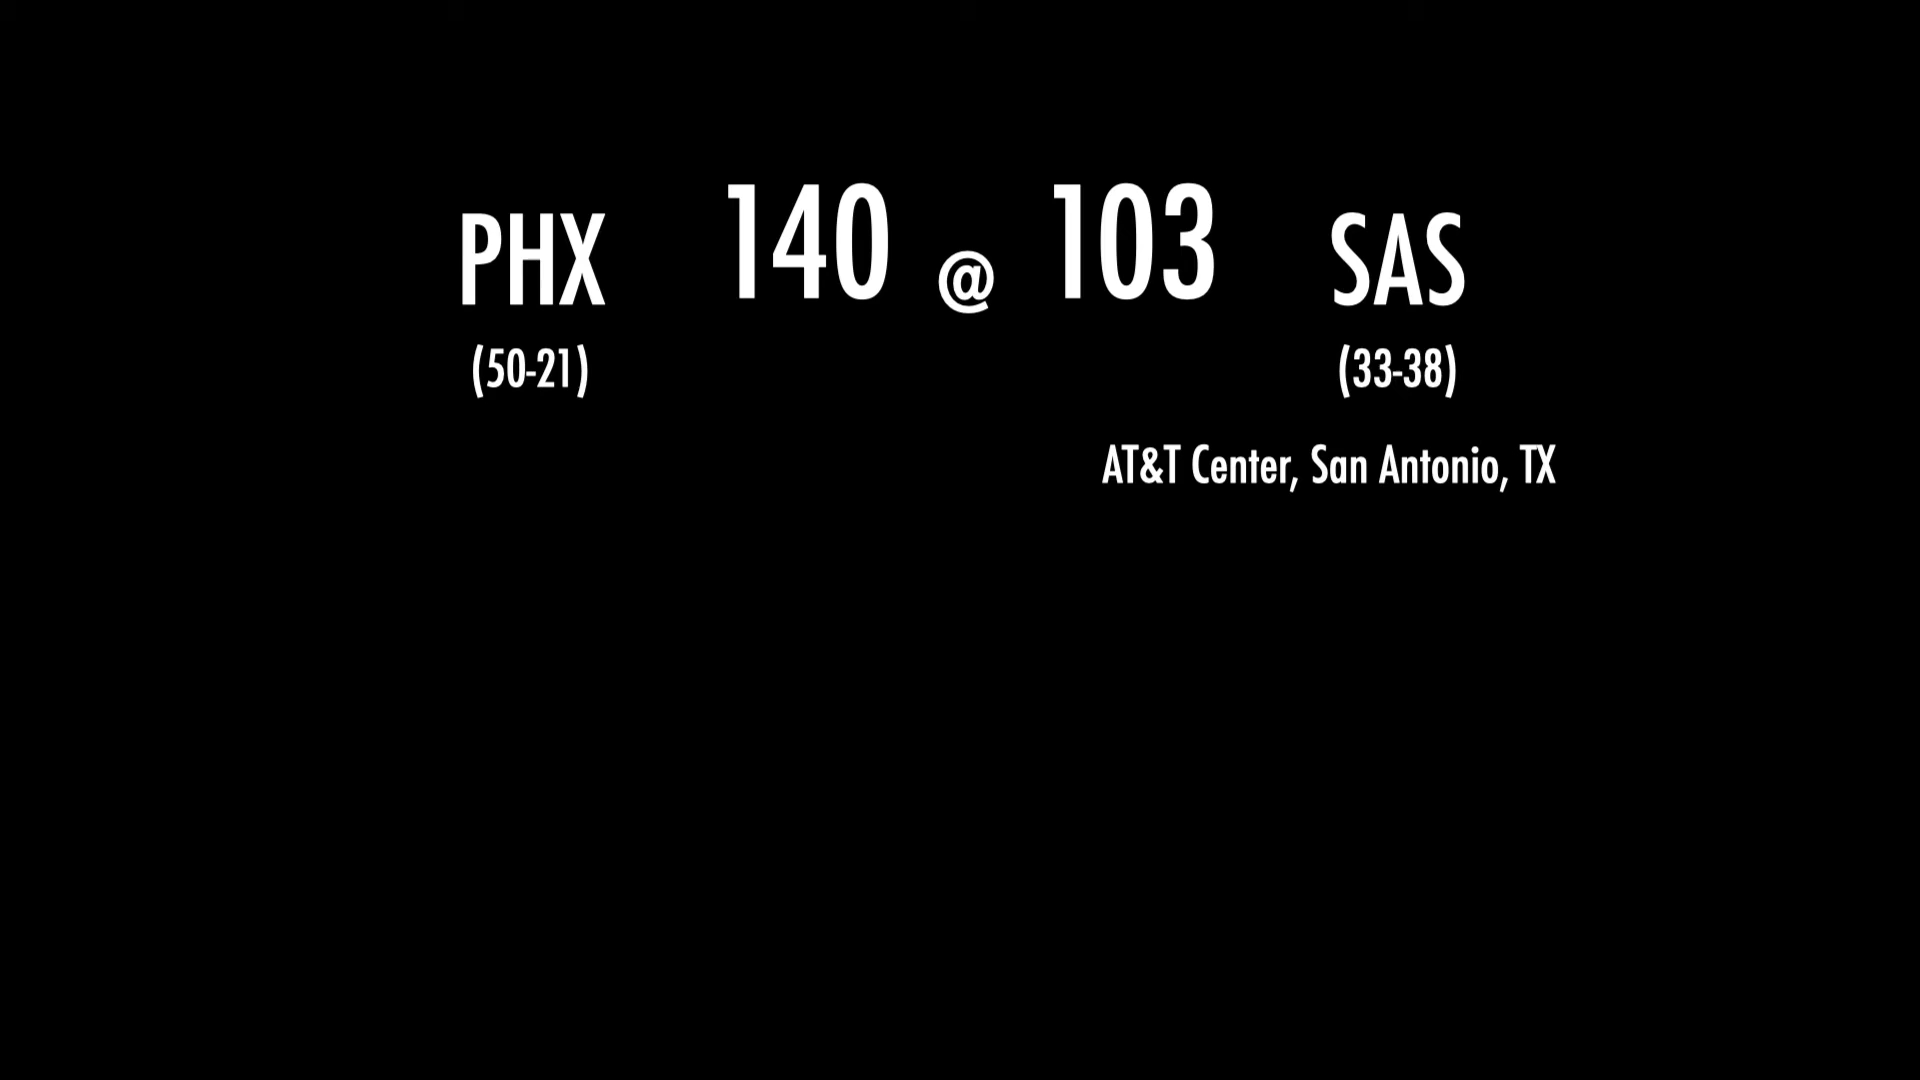 PHX 140 @ 103 SAS
(50-21) (33-38)
AT&T Center, San Antonio, TX